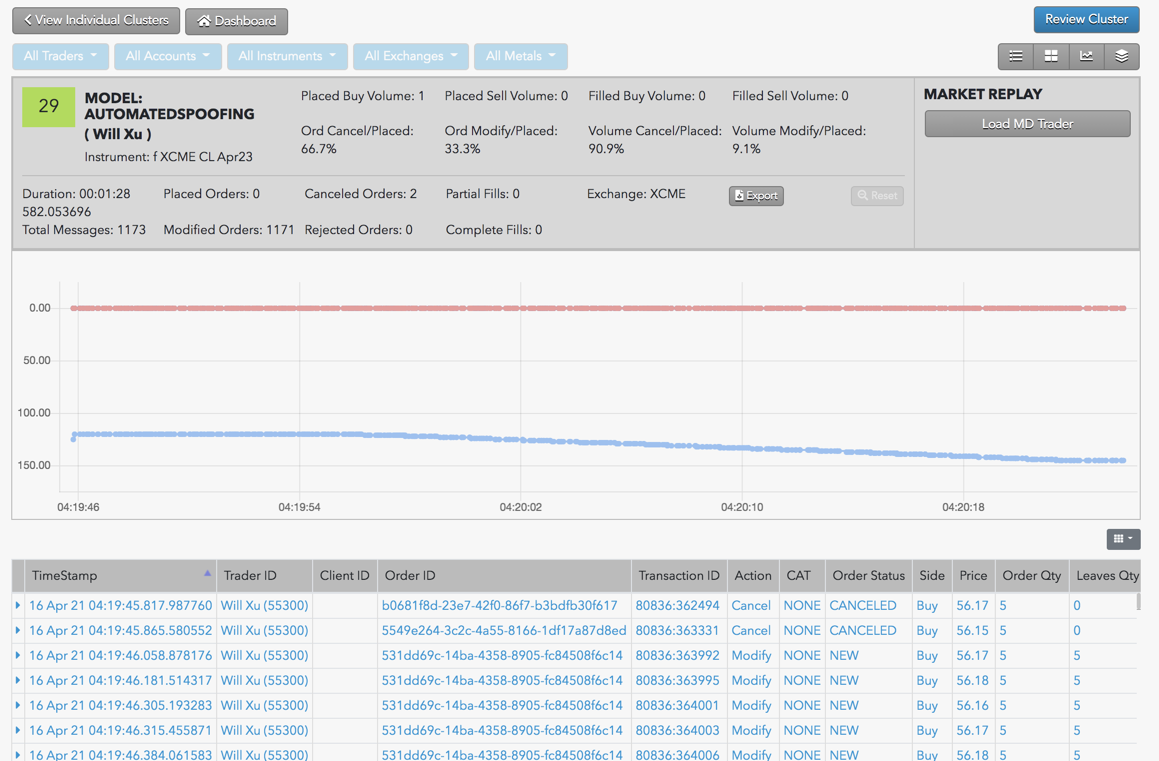 View Individual Clusters Dashboard Review Cluster
All Traders All Accounts All Instruments All Exchanges All Metals
29 MODEL: AUTOMATEDSPOOFING ( Will Xu )
Instrument: f XCME CL Apr23
Placed Buy Volume: 1 Placed Sell Volume: 0 Filled Buy Volume: 0 Filled Sell Volume: 0
Ord Cancel/Placed: 66.7% Ord Modify/Placed: 33.3% Volume Cancel/Placed: 90.9% Volume Modify/Placed: 9.1%
MARKET REPLAY
Load MD Trader
Duration: 00:01:28 582.053696 Placed Orders: 0 Canceled Orders: 2 Partial Fills: 0 Exchange: XCME Export Reset
Total Messages: 1173 Modified Orders: 1171 Rejected Orders: 0 Complete Fills: 0
0.00
50.00
100.00
150.00
04:19:46 04:19:54 04:20:02 04:20:10 04:20:18
TimeStamp Trader ID Client ID Order ID Transaction ID Action CAT Order Status Side Price Order Qty Leaves Qty
16 Apr 21 04:19:45.817.987760 Will Xu (55300) b0681f8d-23e7-42f0-86f7-b3bdfb30f617 80836:362494 Cancel NONE CANCELED Buy 56.17 5 0
16 Apr 21 04:19:45.865.580552 Will Xu (55300) 5549e264-3c2c-4a55-8166-1df17a87d8ed 80836:363331 Cancel NONE CANCELED Buy 56.15 5 0
16 Apr 21 04:19:46.058.878176 Will Xu (55300) 531dd69c-14ba-4358-8905-fc84508f6c14 80836:363992 Modify NONE NEW Buy 56.17 5 5
16 Apr 21 04:19:46.181.514317 Will Xu (55300) 531dd69c-14ba-4358-8905-fc84508f6c14 80836:363995 Modify NONE NEW Buy 56.18 5 5
16 Apr 21 04:19:46.305.193283 Will Xu (55300) 531dd69c-14ba-4358-8905-fc84508f6c14 80836:364001 Modify NONE NEW Buy 56.16 5 5
16 Apr 21 04:19:46.315.455871 Will Xu (55300) 531dd69c-14ba-4358-8905-fc84508f6c14 80836:364003 Modify NONE NEW Buy 56.17 5 5
16 Apr 21 04:19:46.384.061583 Will Xu (55300) 531dd69c-14ba-4358-8905-fc84508f6c14 80836:364006 Modify NONE NEW Buy 56.18 5 5